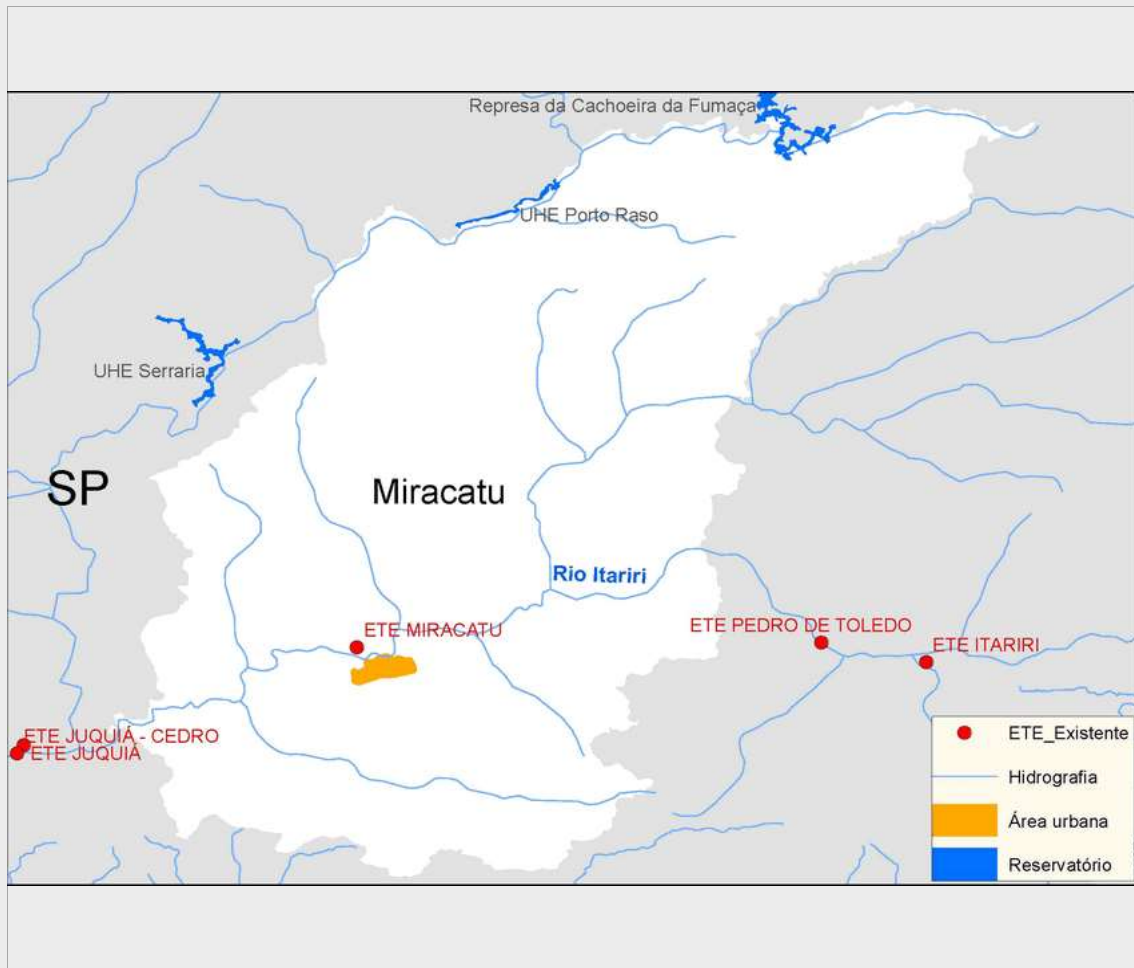 Represa da Cachoeira da Fumaça
UHE Porto Raso
UHE Serraria
SP
Miracatu
Rio Itariri
ETE MIRACATU
ETE PEDRO DE TOLEDO
ETE ITARIRI
ETE JUQUIÁ - CEDRO
ETE JUQUIÁ
ETE_Existente
Hidrografia
Área urbana
Reservatório